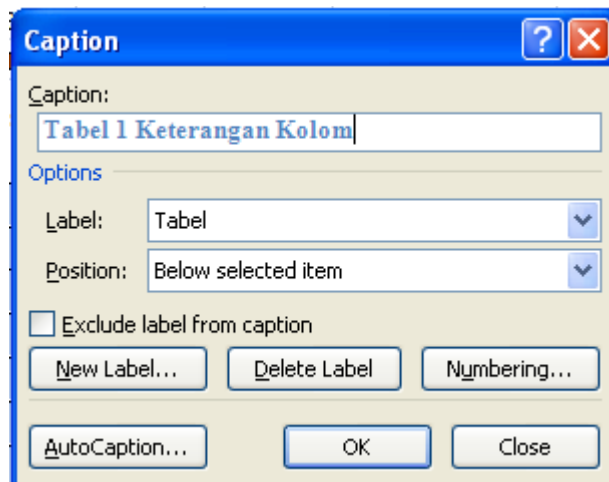 Caption
?
Caption:
Tabel 1 Keterangan Kolom
Options
Label: Tabel
Position: Below selected item
Exclude label from caption
New Label... Delete Label Numbering...
AutoCaption... OK Close